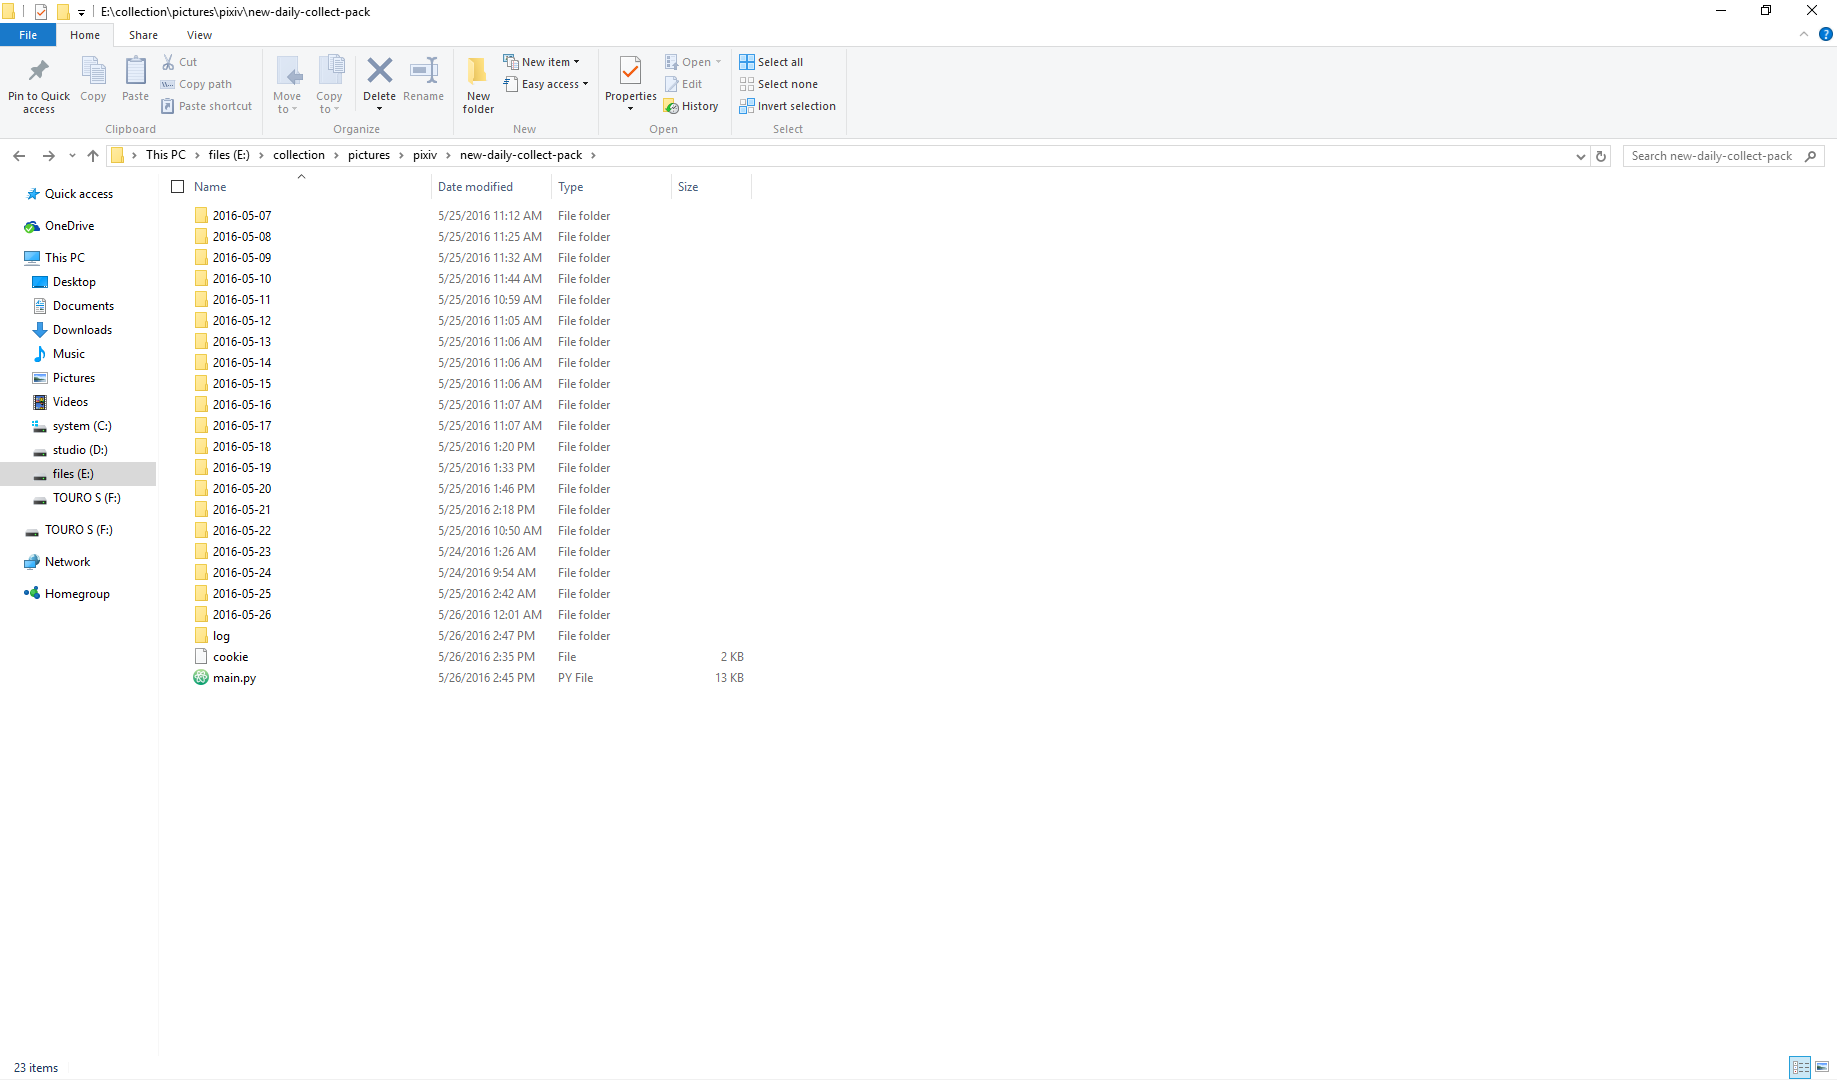 E:\collection\pictures\pixiv\new-daily-collect-pack
File Home Share View
Pin to Quick access
Copy
Paste
Cut
Copy path
Paste shortcut
Clipboard
Move to
Copy to
Delete
Rename
Organize
New folder
New item
Easy access
New
Properties
Open
Edit
History
Open
Select all
Select none
Invert selection
Select
This PC files (E:) collection pictures pixiv new-daily-collect-pack
Search new-daily-collect-pack
Quick access
OneDrive
This PC
Desktop
Documents
Downloads
Music
Pictures
Videos
system (C:)
studio (D:)
files (E:)
TOURO S (F:)
TOURO S (F:)
Network
Homegroup
Name Date modified Type Size
2016-05-07 5/25/2016 11:12 AM File folder
2016-05-08 5/25/2016 11:25 AM File folder
2016-05-09 5/25/2016 11:32 AM File folder
2016-05-10 5/25/2016 11:44 AM File folder
2016-05-11 5/25/2016 10:59 AM File folder
2016-05-12 5/25/2016 11:05 AM File folder
2016-05-13 5/25/2016 11:06 AM File folder
2016-05-14 5/25/2016 11:06 AM File folder
2016-05-15 5/25/2016 11:06 AM File folder
2016-05-16 5/25/2016 11:07 AM File folder
2016-05-17 5/25/2016 11:07 AM File folder
2016-05-18 5/25/2016 1:20 PM File folder
2016-05-19 5/25/2016 1:33 PM File folder
2016-05-20 5/25/2016 1:46 PM File folder
2016-05-21 5/25/2016 2:18 PM File folder
2016-05-22 5/25/2016 10:50 AM File folder
2016-05-23 5/24/2016 1:26 AM File folder
2016-05-24 5/24/2016 9:54 AM File folder
2016-05-25 5/25/2016 2:42 AM File folder
2016-05-26 5/26/2016 12:01 AM File folder
log 5/26/2016 2:47 PM File folder
cookie 5/26/2016 2:35 PM File 2 KB
main.py 5/26/2016 2:45 PM PY File 13 KB
23 items